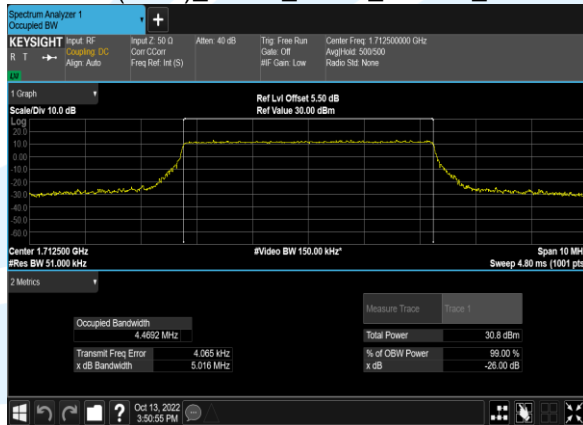 Spectrum Analyzer 1
Occupied BW
+
KEYSIGHT
R T
Input: RF
Coupling: DC
Align: Auto
Input Z: 50 Ω
Corr CCorr
Freq Ref: Int (S)
Atten: 40 dB
Trig: Free Run
Gate: Off
#IF Gain: Low
Center Freq: 1.712500000 GHz
Avg|Hold: 500/500
Radio Std: None
1 Graph
Scale/Div 10.0 dB
Ref Lvl Offset 5.50 dB
Ref Value 30.00 dBm
Log
20.0
10.0
0.00
-10.0
-20.0
-30.0
-40.0
-50.0
-60.0
Center 1.712500 GHz
#Video BW 150.00 kHz*
Span 10 MH
#Res BW 51.000 kHz
Sweep 4.80 ms (1001 pts
2 Metrics
Measure Trace
Trace 1
Occupied Bandwidth
4.4692 MHz
Total Power
30.8 dBm
Transmit Freq Error
4.065 kHz
% of OBW Power
99.00 %
x dB Bandwidth
5.016 MHz
x dB
-26.00 dB
?
Oct 13, 2022
3:50:55 PM